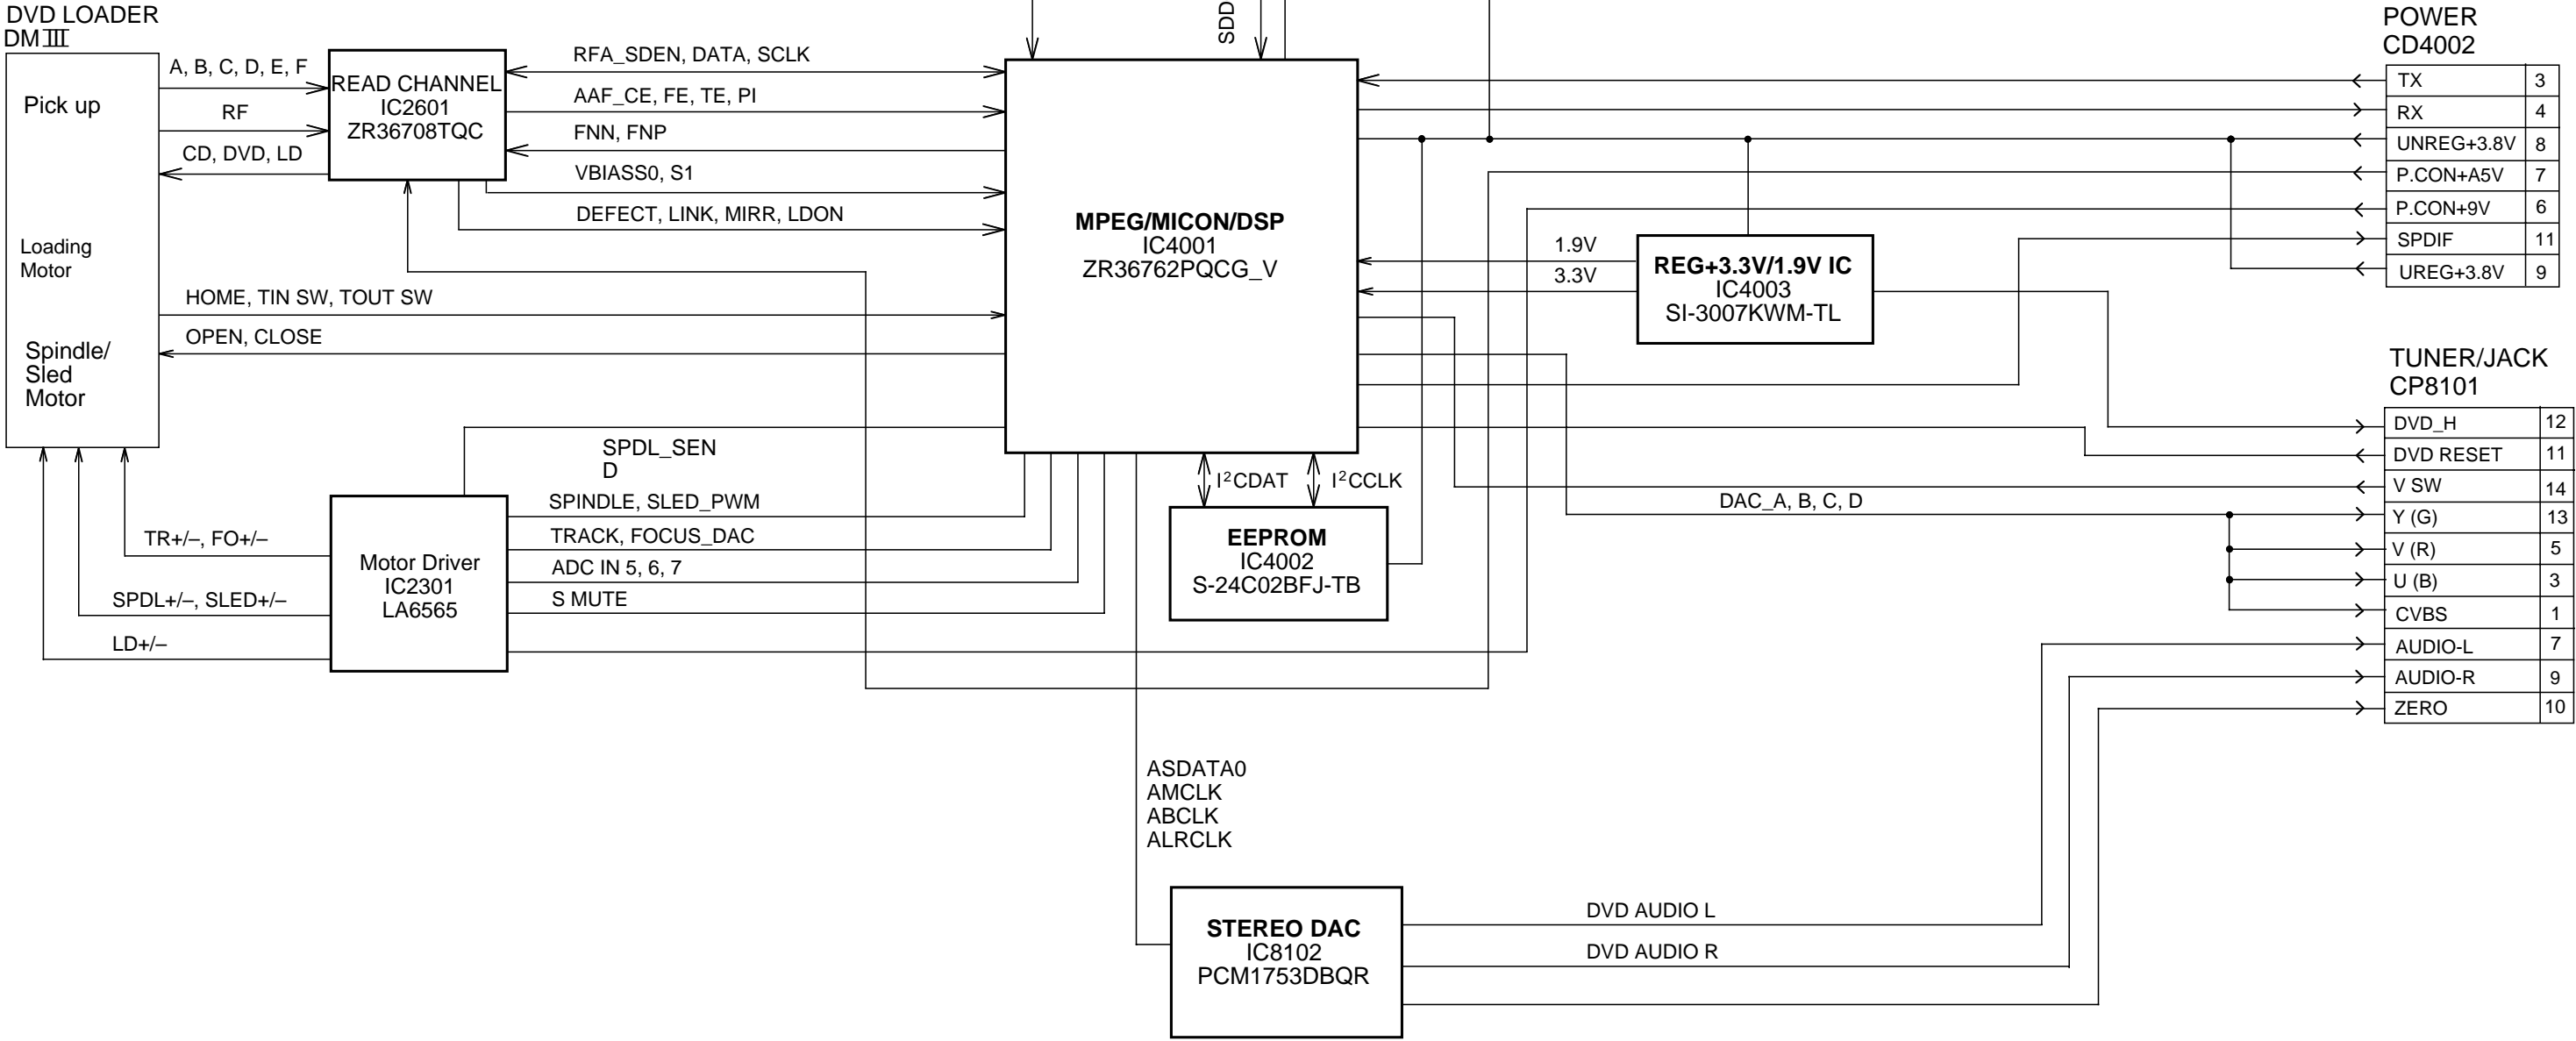 DVD LOADER
DM III
Pick up
Loading
Motor
Spindle/
Sled
Motor
A, B, C, D, E, F
RF
CD, DVD, LD
READ CHANNEL
IC2601
ZR36708TQC
RFA_SDEN, DATA, SCLK
AAF_CE, FE, TE, PI
FNN, FNP
VBIASS0, S1
DEFECT, LINK, MIRR, LDON
HOME, TIN SW, TOUT SW
OPEN, CLOSE
SPDL_SEN
D
SPINDLE, SLED_PWM
TRACK, FOCUS_DAC
ADC IN 5, 6, 7
S MUTE
TR+/–, FO+/–
SPDL+/–, SLED+/–
LD+/–
Motor Driver
IC2301
LA6565
SDD
MPEG/MICON/DSP
IC4001
ZR36762PQCG_V
I²CDAT
I²CCLK
EEPROM
IC4002
S-24C02BFJ-TB
1.9V
3.3V
REG+3.3V/1.9V IC
IC4003
SI-3007KWM-TL
POWER
CD4002
TX 3
RX 4
UNREG+3.8V 8
P.CON+A5V 7
P.CON+9V 6
SPDIF 11
UREG+3.8V 9
TUNER/JACK
CP8101
DVD_H 12
DVD RESET 11
V SW 14
Y (G) 13
V (R) 5
U (B) 3
CVBS 1
AUDIO-L 7
AUDIO-R 9
ZERO 10
DAC_A, B, C, D
ASDATA0
AMCLK
ABCLK
ALRCLK
STEREO DAC
IC8102
PCM1753DBQR
DVD AUDIO L
DVD AUDIO R